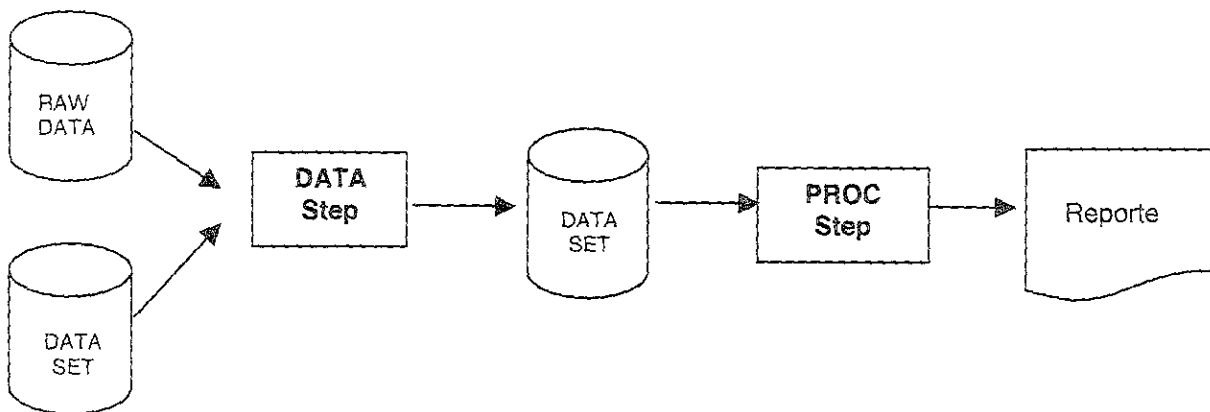 RAW
DATA
DATA
SET
DATA
Step
DATA
SET
PROC
Step
Reporte